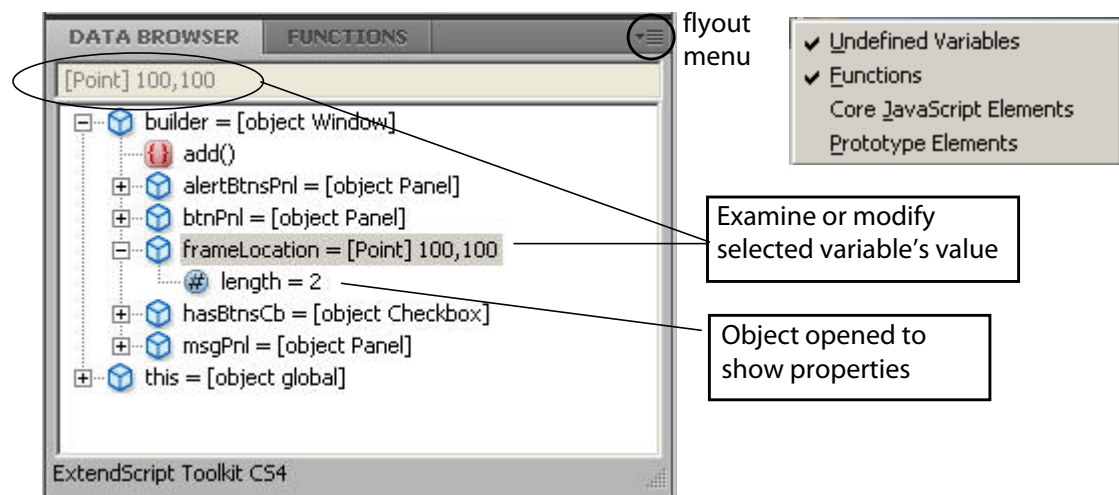 DATA BROWSER FUNCTIONS
[Point] 100,100
builder = [object Window]
{} add()
alertBtnsPnl = [object Panel]
btnPnl = [object Panel]
frameLocation = [Point] 100,100
# length = 2
hasBtnsCb = [object Checkbox]
msgPnl = [object Panel]
this = [object global]
ExtendScript Toolkit CS4
flyout
menu
Undefined Variables
Functions
Core JavaScript Elements
Prototype Elements
Examine or modify
selected variable’s value
Object opened to
show properties